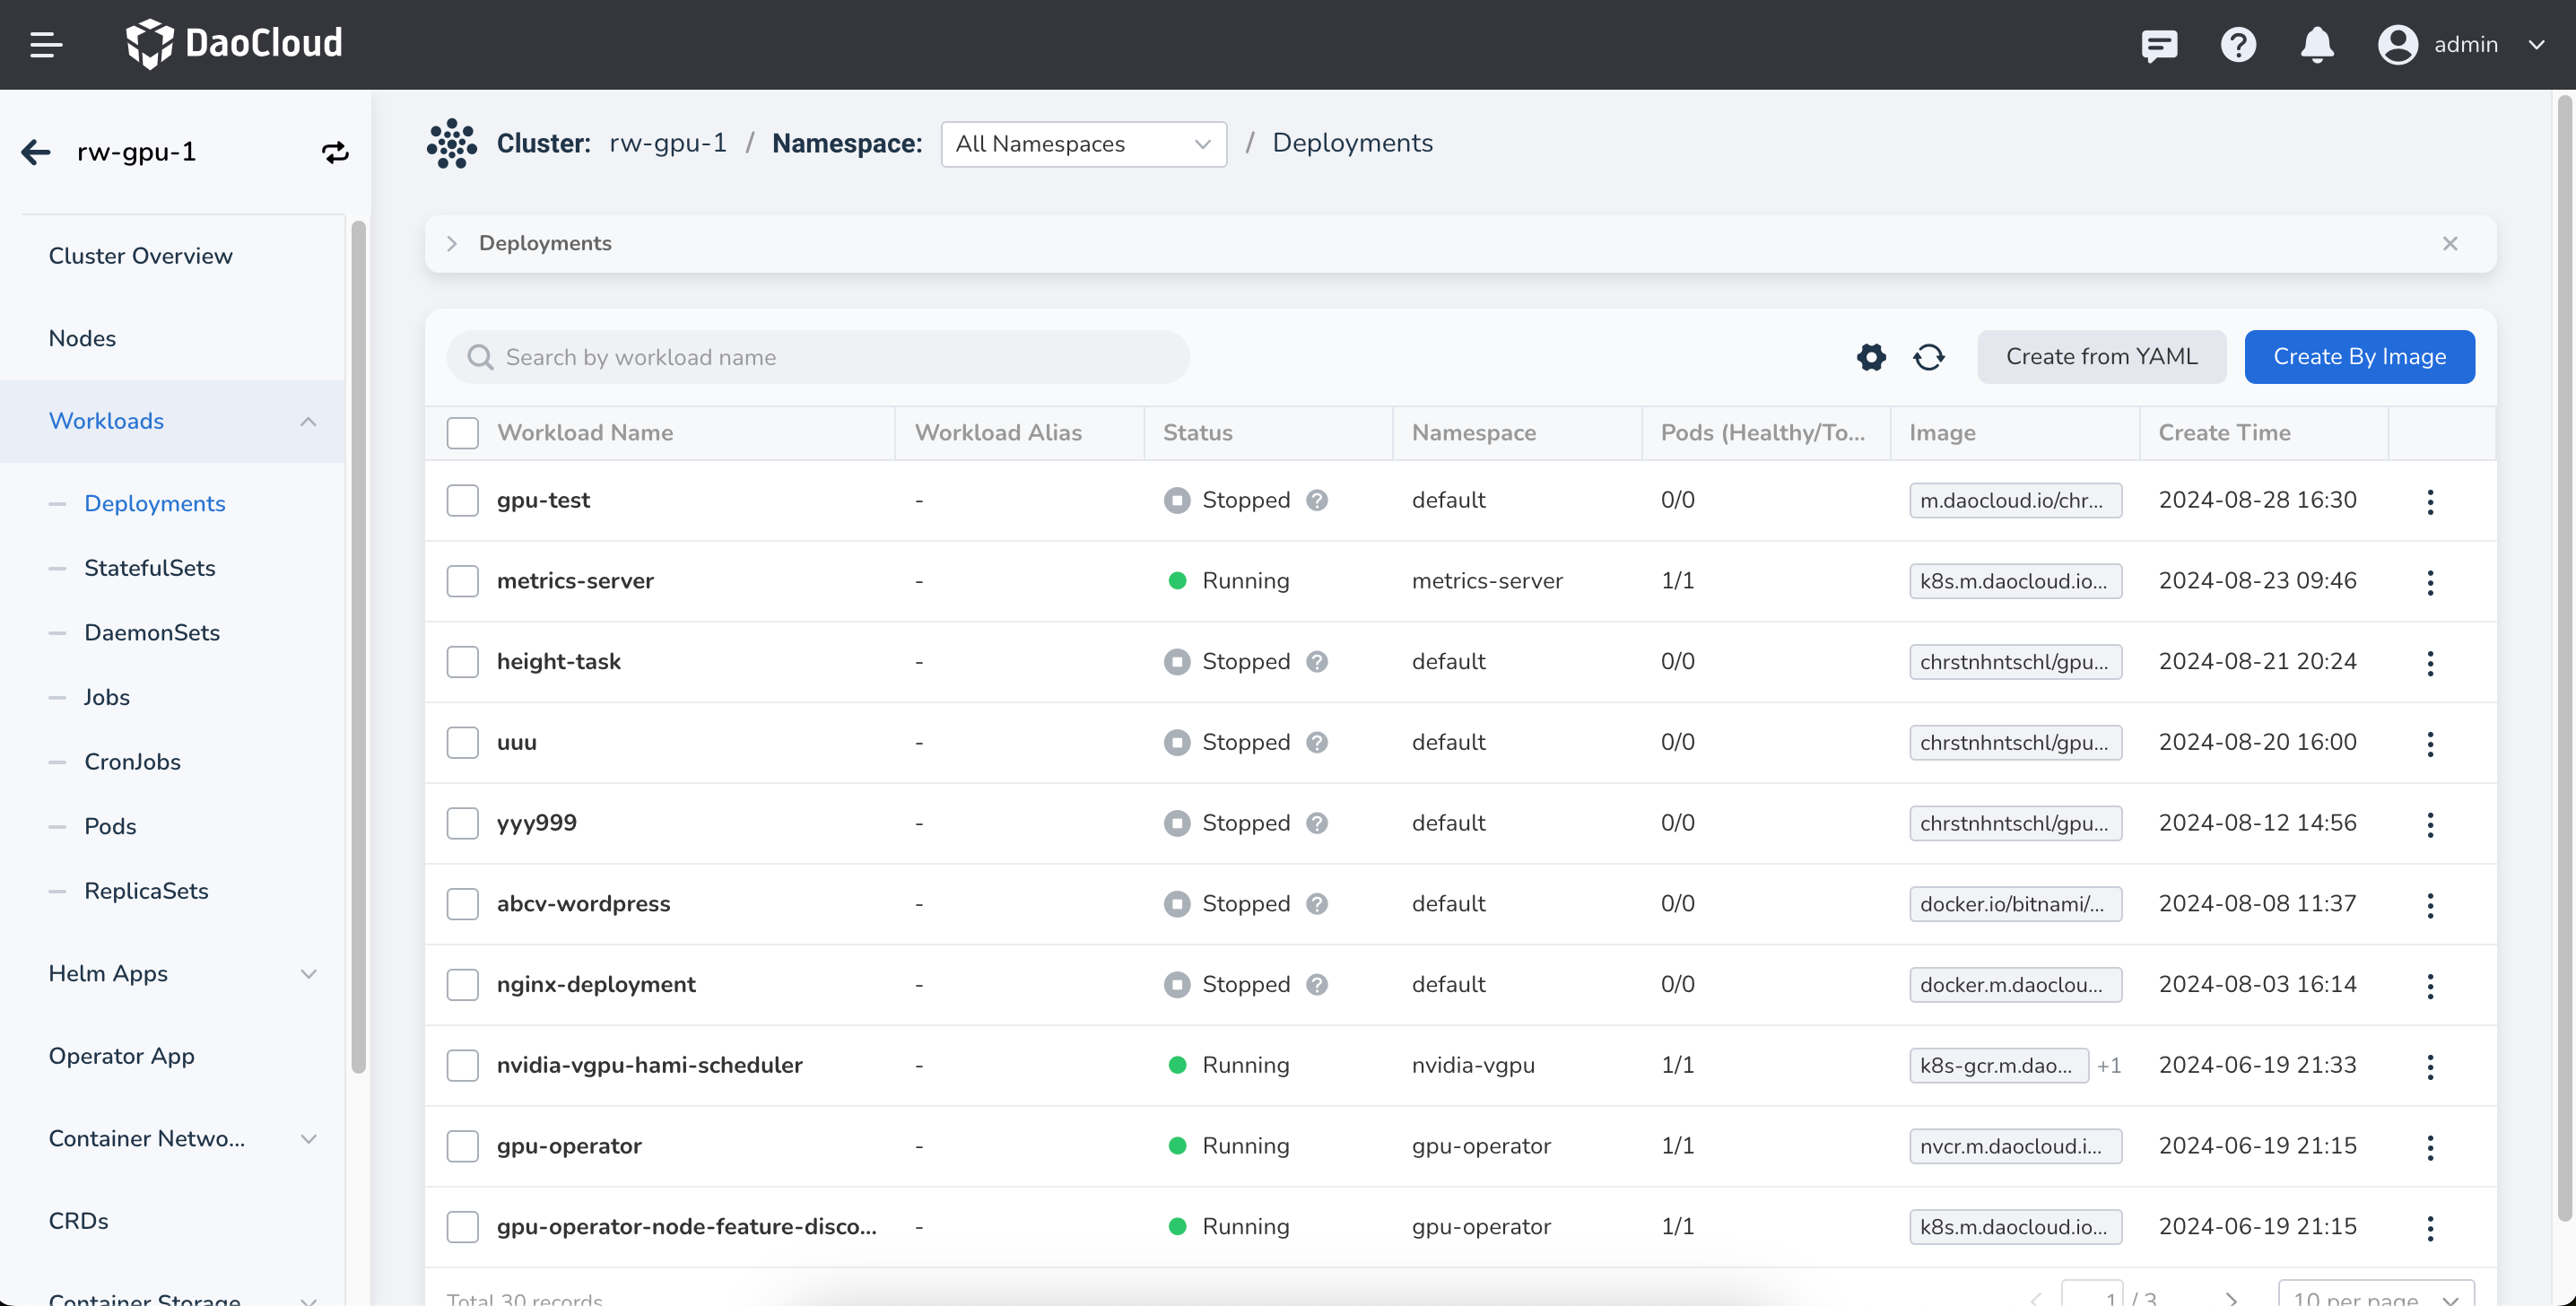 DaoCloud
admin
rw-gpu-1
Cluster: rw-gpu-1 / Namespace: All Namespaces / Deployments
Cluster Overview
Nodes
Workloads
Deployments
StatefulSets
DaemonSets
Jobs
CronJobs
Pods
ReplicaSets
Helm Apps
Operator App
Container Netwo...
CRDs
Container Storage
Deployments
Search by workload name
Create from YAML
Create By Image
Workload Name Workload Alias Status Namespace Pods (Healthy/To... Image Create Time
gpu-test - Stopped ? default 0/0 m.daocloud.io/chr... 2024-08-28 16:30
metrics-server - Running metrics-server 1/1 k8s.m.daocloud.io... 2024-08-23 09:46
height-task - Stopped ? default 0/0 chrstnhntschl/gpu... 2024-08-21 20:24
uuu - Stopped ? default 0/0 chrstnhntschl/gpu... 2024-08-20 16:00
yyy999 - Stopped ? default 0/0 chrstnhntschl/gpu... 2024-08-12 14:56
abcv-wordpress - Stopped ? default 0/0 docker.io/bitnami/... 2024-08-08 11:37
nginx-deployment - Stopped ? default 0/0 docker.m.daoclou... 2024-08-03 16:14
nvidia-vgpu-hami-scheduler - Running nvidia-vgpu 1/1 k8s-gcr.m.dao... +1 2024-06-19 21:33
gpu-operator - Running gpu-operator 1/1 nvcr.m.daocloud.i... 2024-06-19 21:15
gpu-operator-node-feature-disco... - Running gpu-operator 1/1 k8s.m.daocloud.io... 2024-06-19 21:15
Total 30 records 1 / 3 10 per page